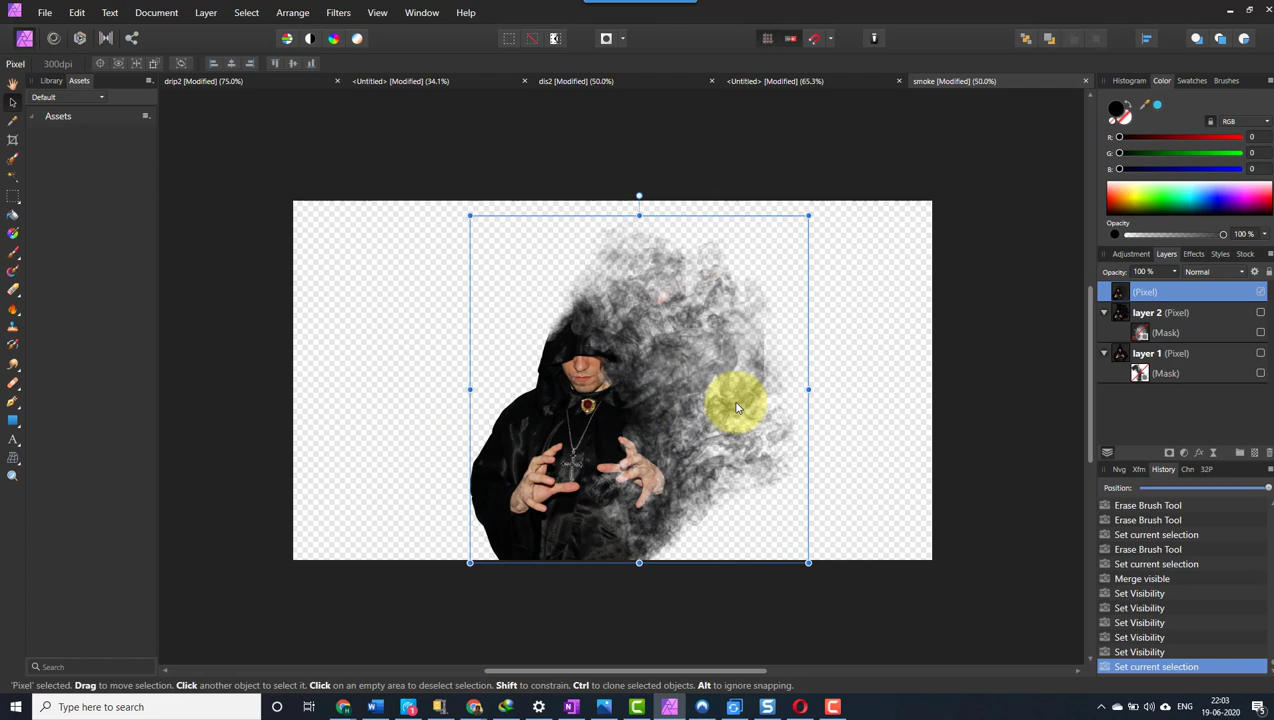 File Edit Text Document Layer Select Arrange Filters View Window Help
Pixel 300dpi
Library Assets drip2 [Modified] (75.0%) <Untitled> [Modified] (34.1%) dis2 [Modified] (50.0%) <Untitled> [Modified] (65.3%) smoke [Modified] (50.0%) Histogram Color Swatches Brushes
Default
Assets
RGB
R: 0
G: 0
B: 0
Opacity
100 %
Adjustment Layers Effects Styles Stock
Opacity: 100 % Normal
(Pixel)
layer 2 (Pixel)
(Mask)
layer 1 (Pixel)
(Mask)
Nvg Xfm History Chn 32P
Position:
Erase Brush Tool
Erase Brush Tool
Set current selection
Erase Brush Tool
Set current selection
Merge visible
Set Visibility
Set Visibility
Set Visibility
Set Visibility
Set Visibility
Set current selection
Search
'Pixel' selected. Drag to move selection. Click another object to select it. Click on an empty area to deselect selection. Shift to constrain. Ctrl to clone selected objects. Alt to ignore snapping.
Type here to search
22:03
19-06-2020